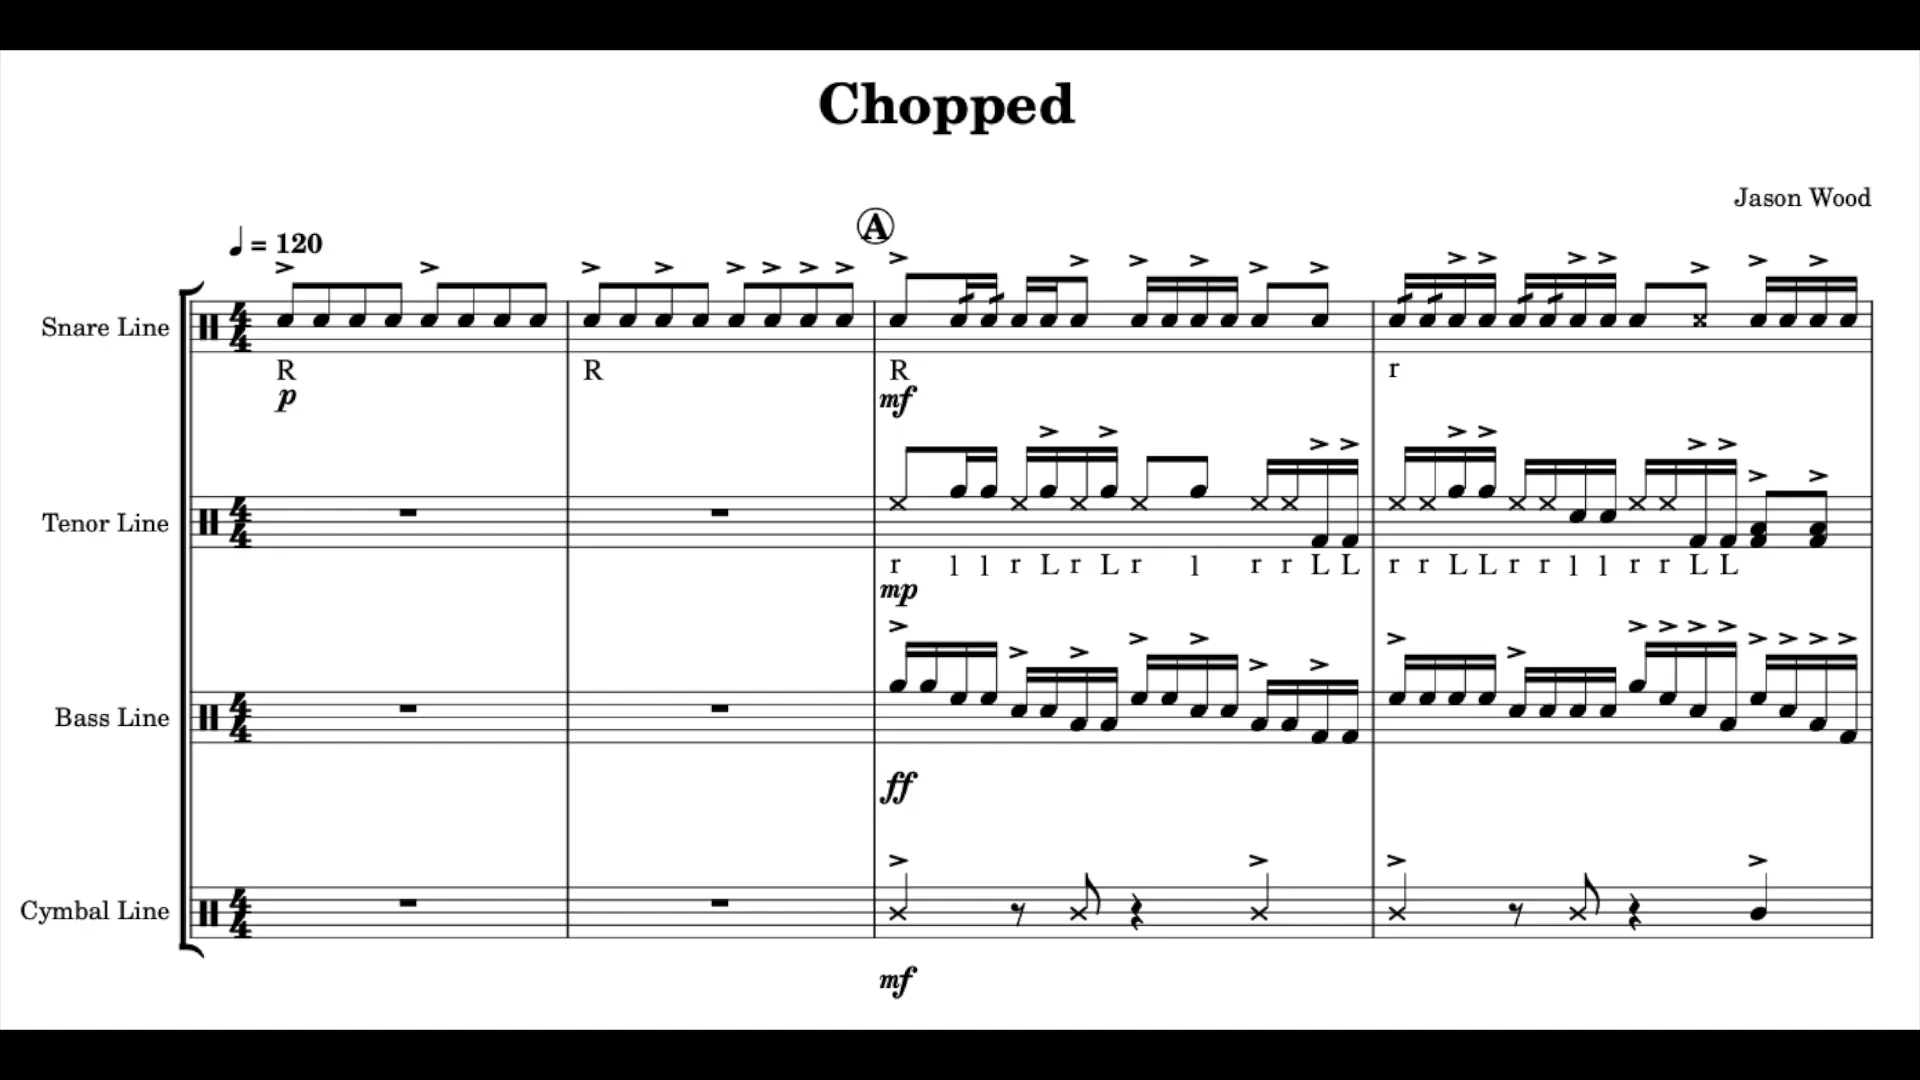 Chopped
Jason Wood
A
♩ = 120
Snare Line
R R R r
p mf
Tenor Line
r l l r L r L r l r r L L r r L L r r l l r r L L
mp
Bass Line
ff
Cymbal Line
mf